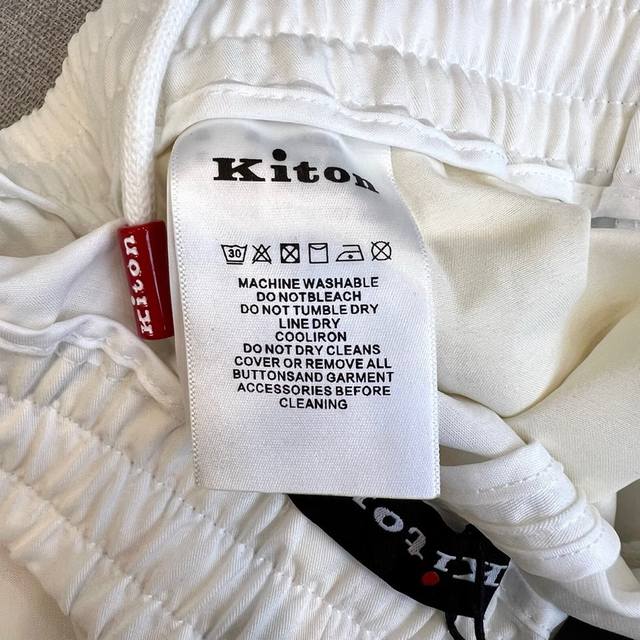 Kiton
30
MACHINE WASHABLE
DO NOTBLEACH
DO NOT TUMBLE DRY
LINE DRY
COOLIRON
DO NOT DRY CLEANS
COVER OR REMOVE ALL
BUTTONSAND GARMENT
ACCESSORIES BEFORE
CLEANING
Kiton
Kiton